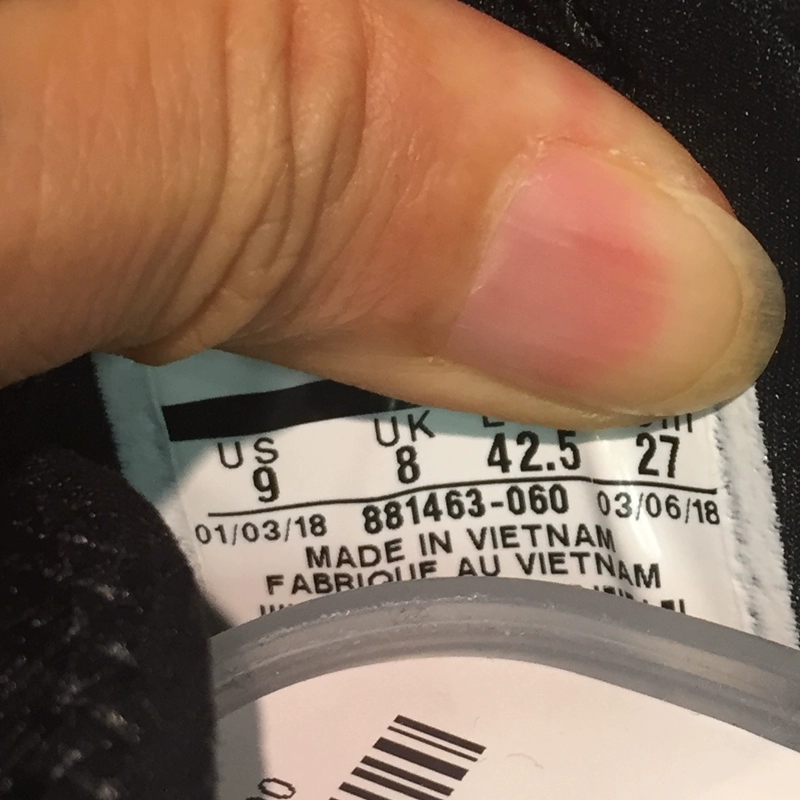 US UK
9 8 42.5 27
01/03/18 881463-060 03/06/18
MADE IN VIETNAM
FABRIQUE AU VIETNAM